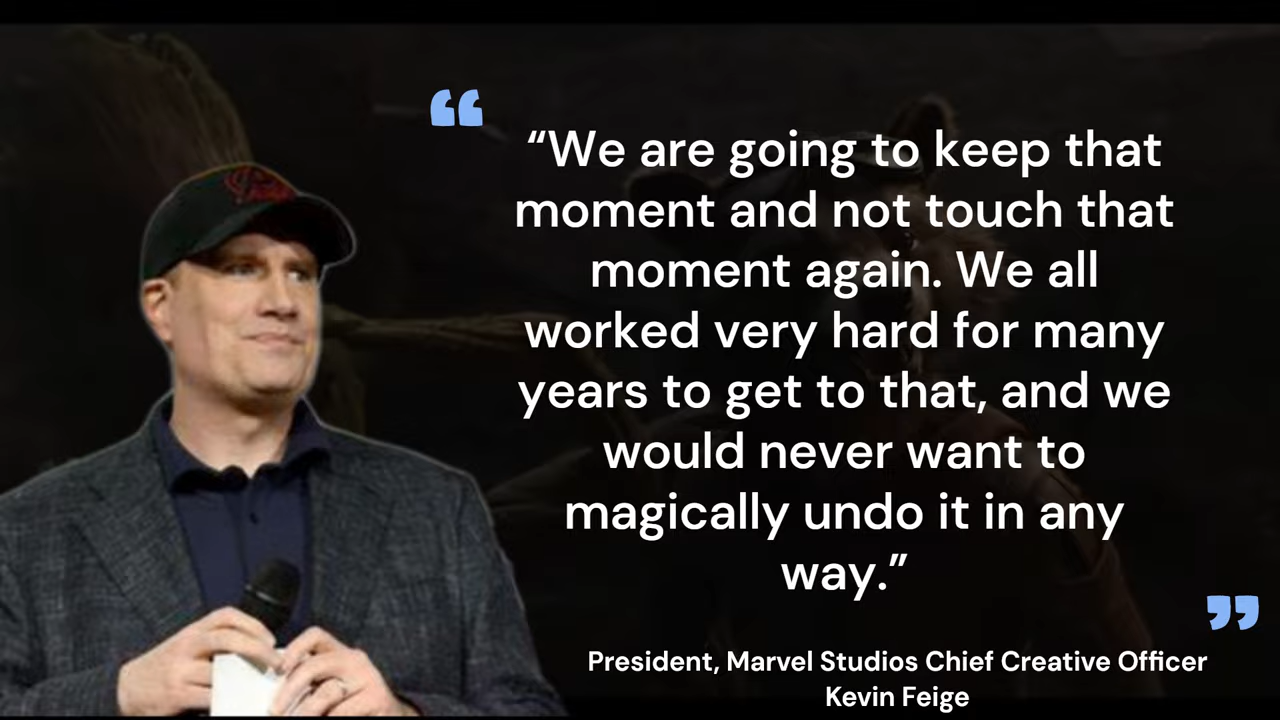 “We are going to keep that
moment and not touch that
moment again. We all
worked very hard for many
years to get to that, and we
would never want to
magically undo it in any
way.”
President, Marvel Studios Chief Creative Officer
Kevin Feige